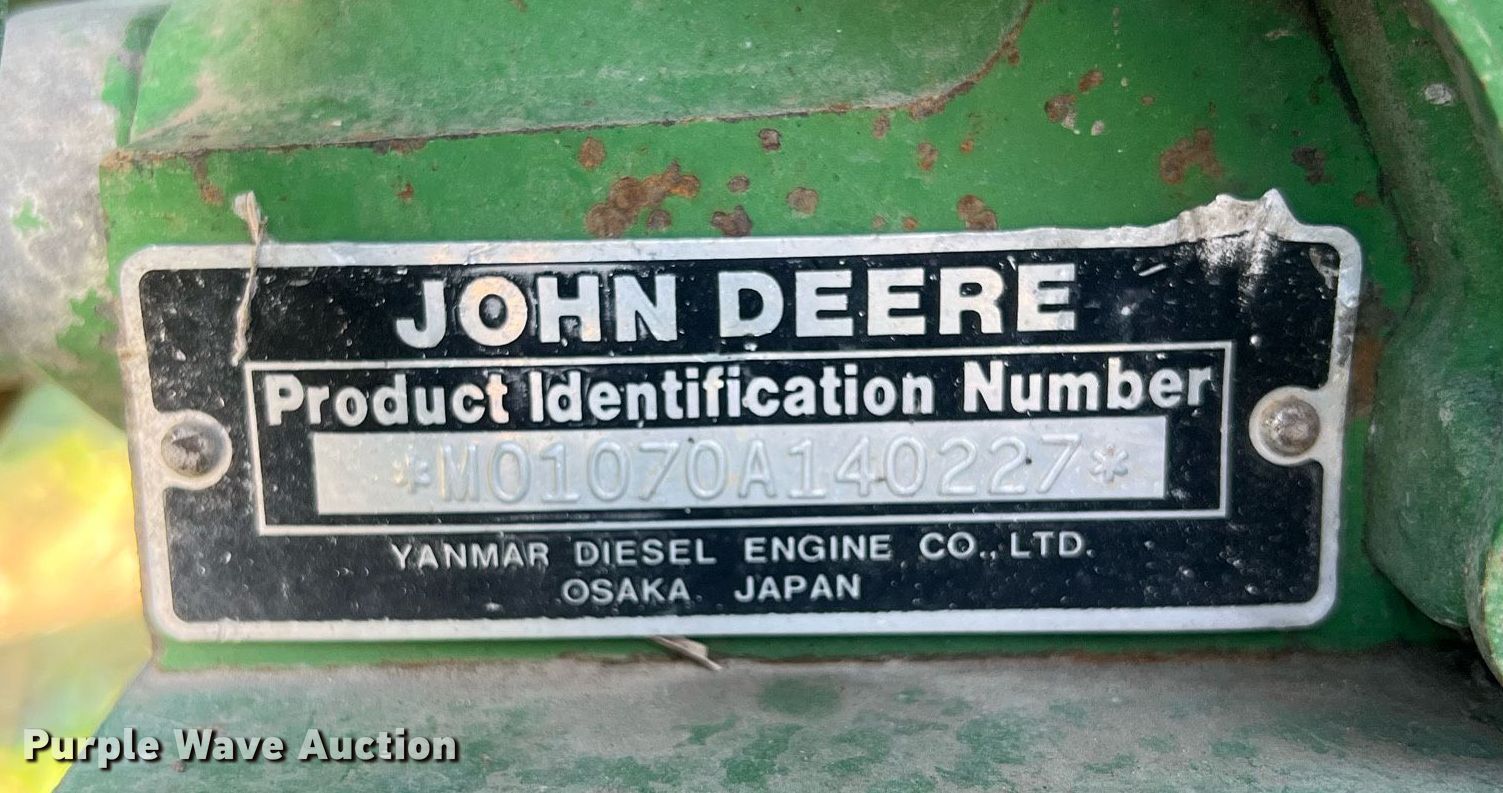 JOHN DEERE
Product Identification Number
*M01070A140227*
YANMAR DIESEL ENGINE CO., LTD.
OSAKA JAPAN
Purple Wave Auction